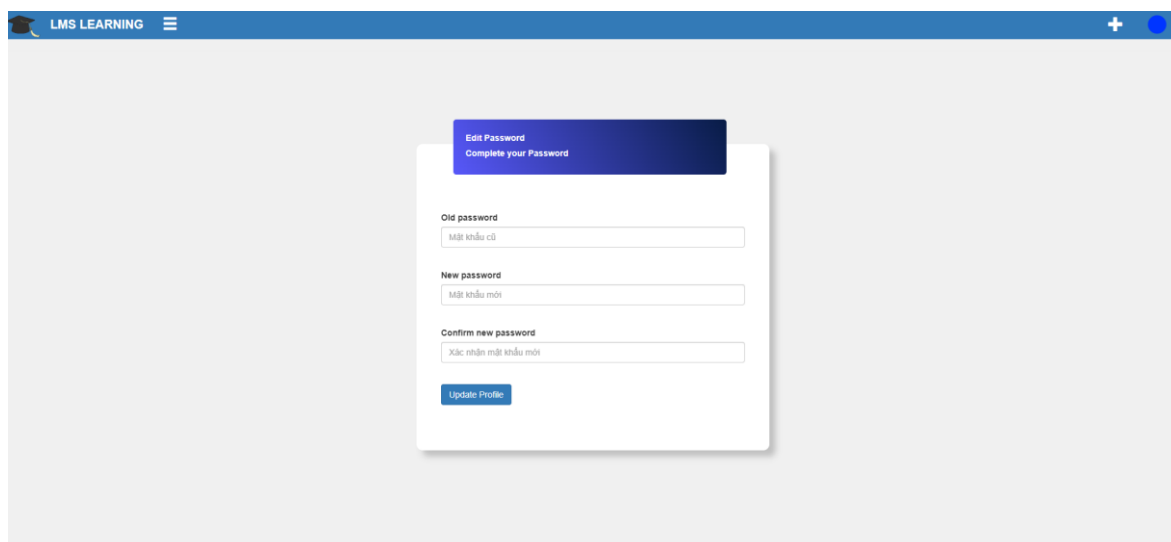 LMS LEARNING
Edit Password
Complete your Password
Old password
Mật khẩu cũ
New password
Mật khẩu mới
Confirm new password
Xác nhận mật khẩu mới
Update Profile